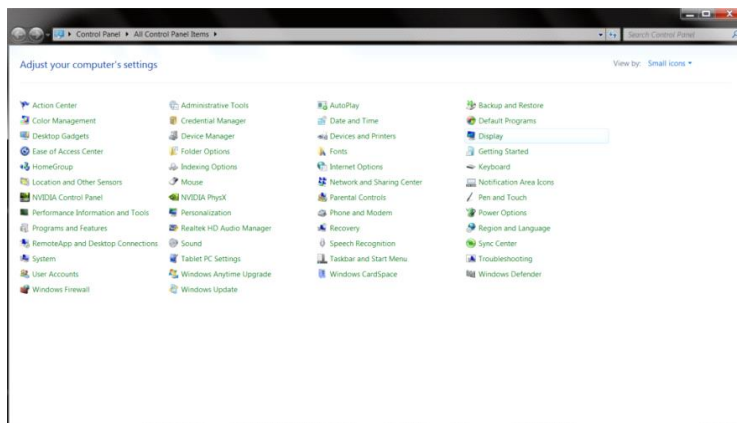 Control Panel ▸ All Control Panel Items ▸ Search Control Panel
Adjust your computer's settings View by: Small icons
Action Center Administrative Tools AutoPlay Backup and Restore
Color Management Credential Manager Date and Time Default Programs
Desktop Gadgets Device Manager Devices and Printers Display
Ease of Access Center Folder Options Fonts Getting Started
HomeGroup Indexing Options Internet Options Keyboard
Location and Other Sensors Mouse Network and Sharing Center Notification Area Icons
NVIDIA Control Panel NVIDIA PhysX Parental Controls Pen and Touch
Performance Information and Tools Personalization Phone and Modem Power Options
Programs and Features Realtek HD Audio Manager Recovery Region and Language
RemoteApp and Desktop Connections Sound Speech Recognition Sync Center
System Tablet PC Settings Taskbar and Start Menu Troubleshooting
User Accounts Windows Anytime Upgrade Windows CardSpace Windows Defender
Windows Firewall Windows Update